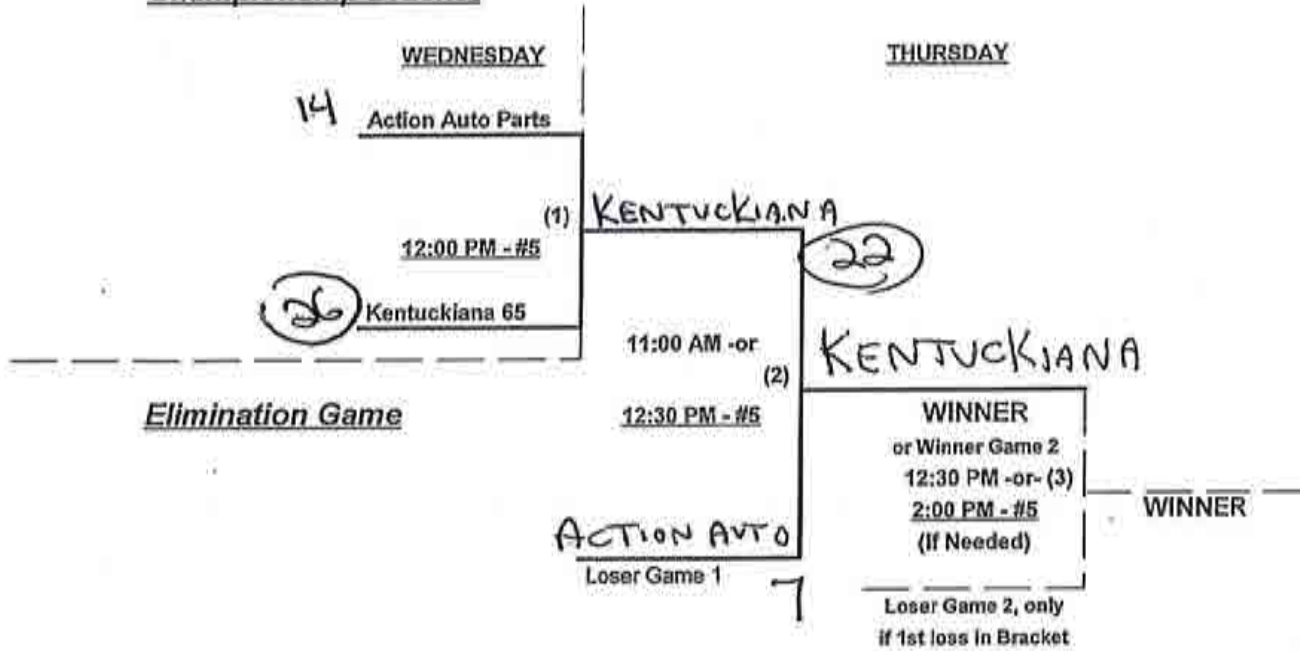 WEDNESDAY
THURSDAY
14
Action Auto Parts
(1) KENTUCKIANA
22
12:00 PM - #5
26 Kentuckiana 65
11:00 AM -or
(2)
KENTUCKIANA
Elimination Game
12:30 PM - #5
WINNER
or Winner Game 2
12:30 PM -or- (3)
2:00 PM - #5
WINNER
(If Needed)
ACTION AUTO
Loser Game 1
7
Loser Game 2, only
if 1st loss in Bracket